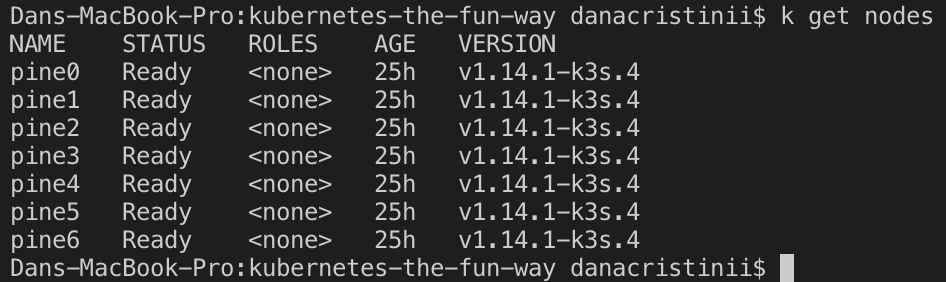 Dans-MacBook-Pro:kubernetes-the-fun-way danacristinii$ k get nodes
NAME STATUS ROLES AGE VERSION
pine0 Ready <none> 25h v1.14.1-k3s.4
pine1 Ready <none> 25h v1.14.1-k3s.4
pine2 Ready <none> 25h v1.14.1-k3s.4
pine3 Ready <none> 25h v1.14.1-k3s.4
pine4 Ready <none> 25h v1.14.1-k3s.4
pine5 Ready <none> 25h v1.14.1-k3s.4
pine6 Ready <none> 25h v1.14.1-k3s.4
Dans-MacBook-Pro:kubernetes-the-fun-way danacristinii$